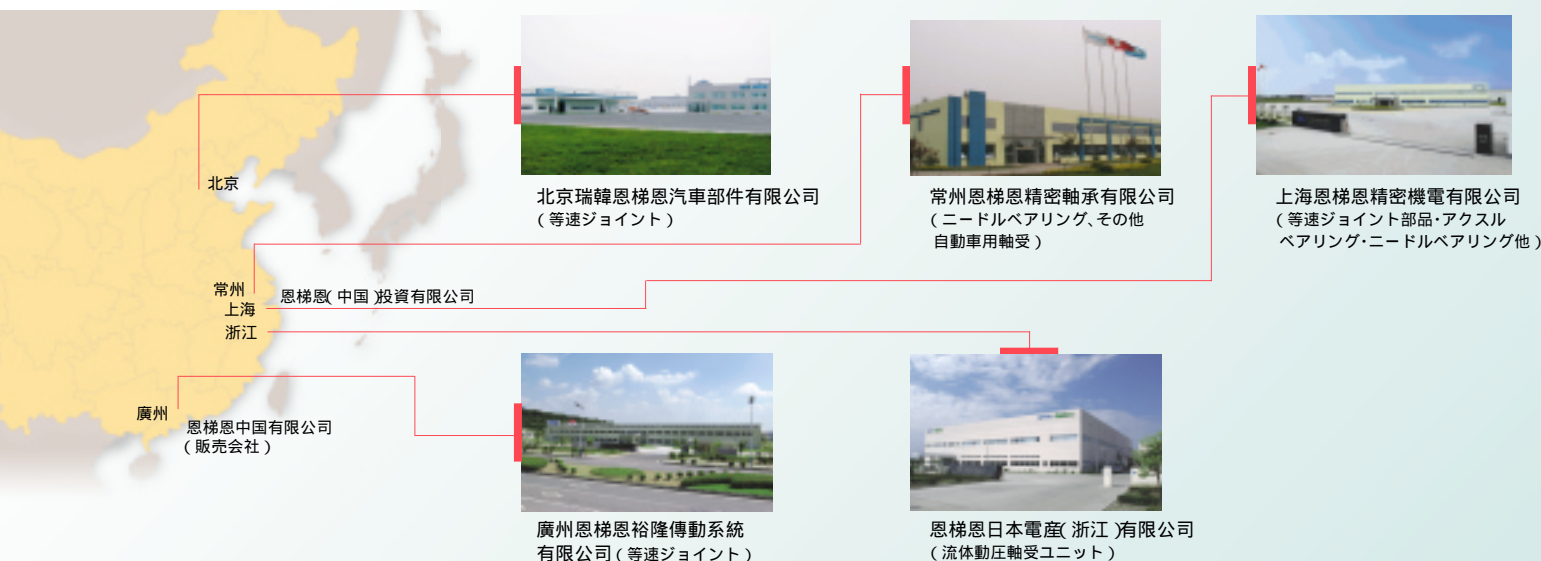 北京
常州
上海
浙江
廣州
恩梯恩(中国)投資有限公司
恩梯恩中国有限公司
(販売会社)
北京瑞韓恩梯恩汽車部件有限公司
(等速ジョイント)
常州恩梯恩精密軸承有限公司
(ニードルベアリング、その他
自動車用軸受)
上海恩梯恩精密機電有限公司
(等速ジョイント部品・アクスル
ベアリング・ニードルベアリング他)
廣州恩梯恩裕隆傳動系統
有限公司(等速ジョイント)
恩梯恩日本電産(浙江)有限公司
(流体動圧軸受ユニット)